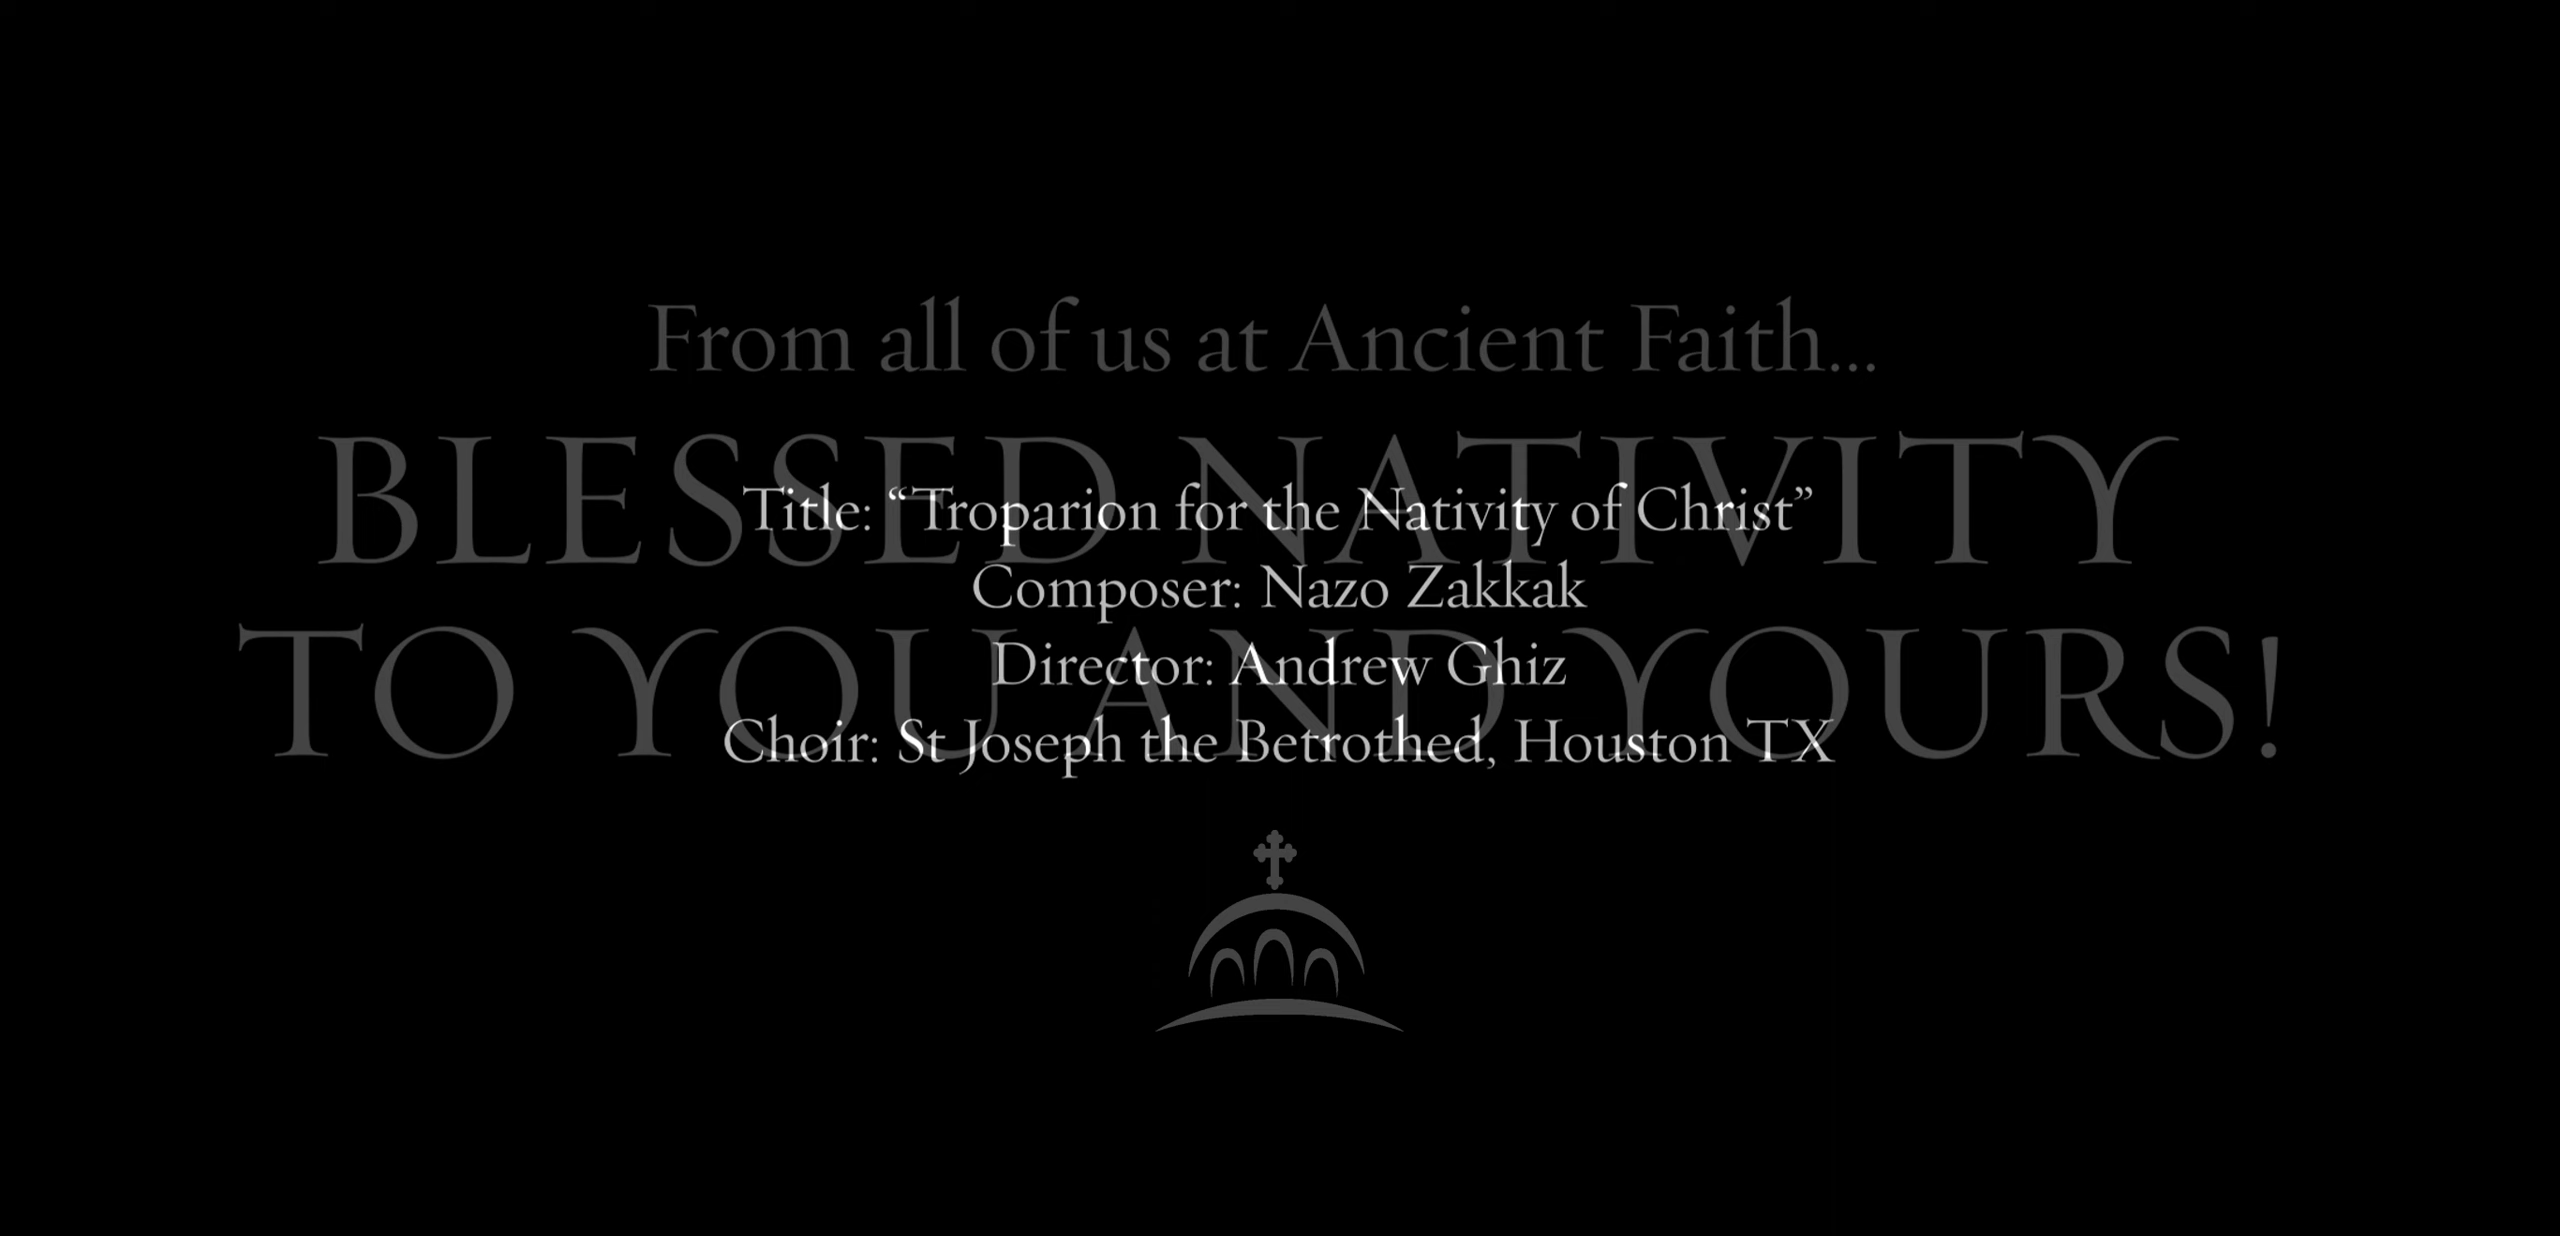 From all of us at Ancient Faith...
BLESSED NATIVITY
TO YOU AND YOURS!
Title: “Troparion for the Nativity of Christ”
Composer: Nazo Zakkak
Director: Andrew Ghiz
Choir: St Joseph the Betrothed, Houston TX